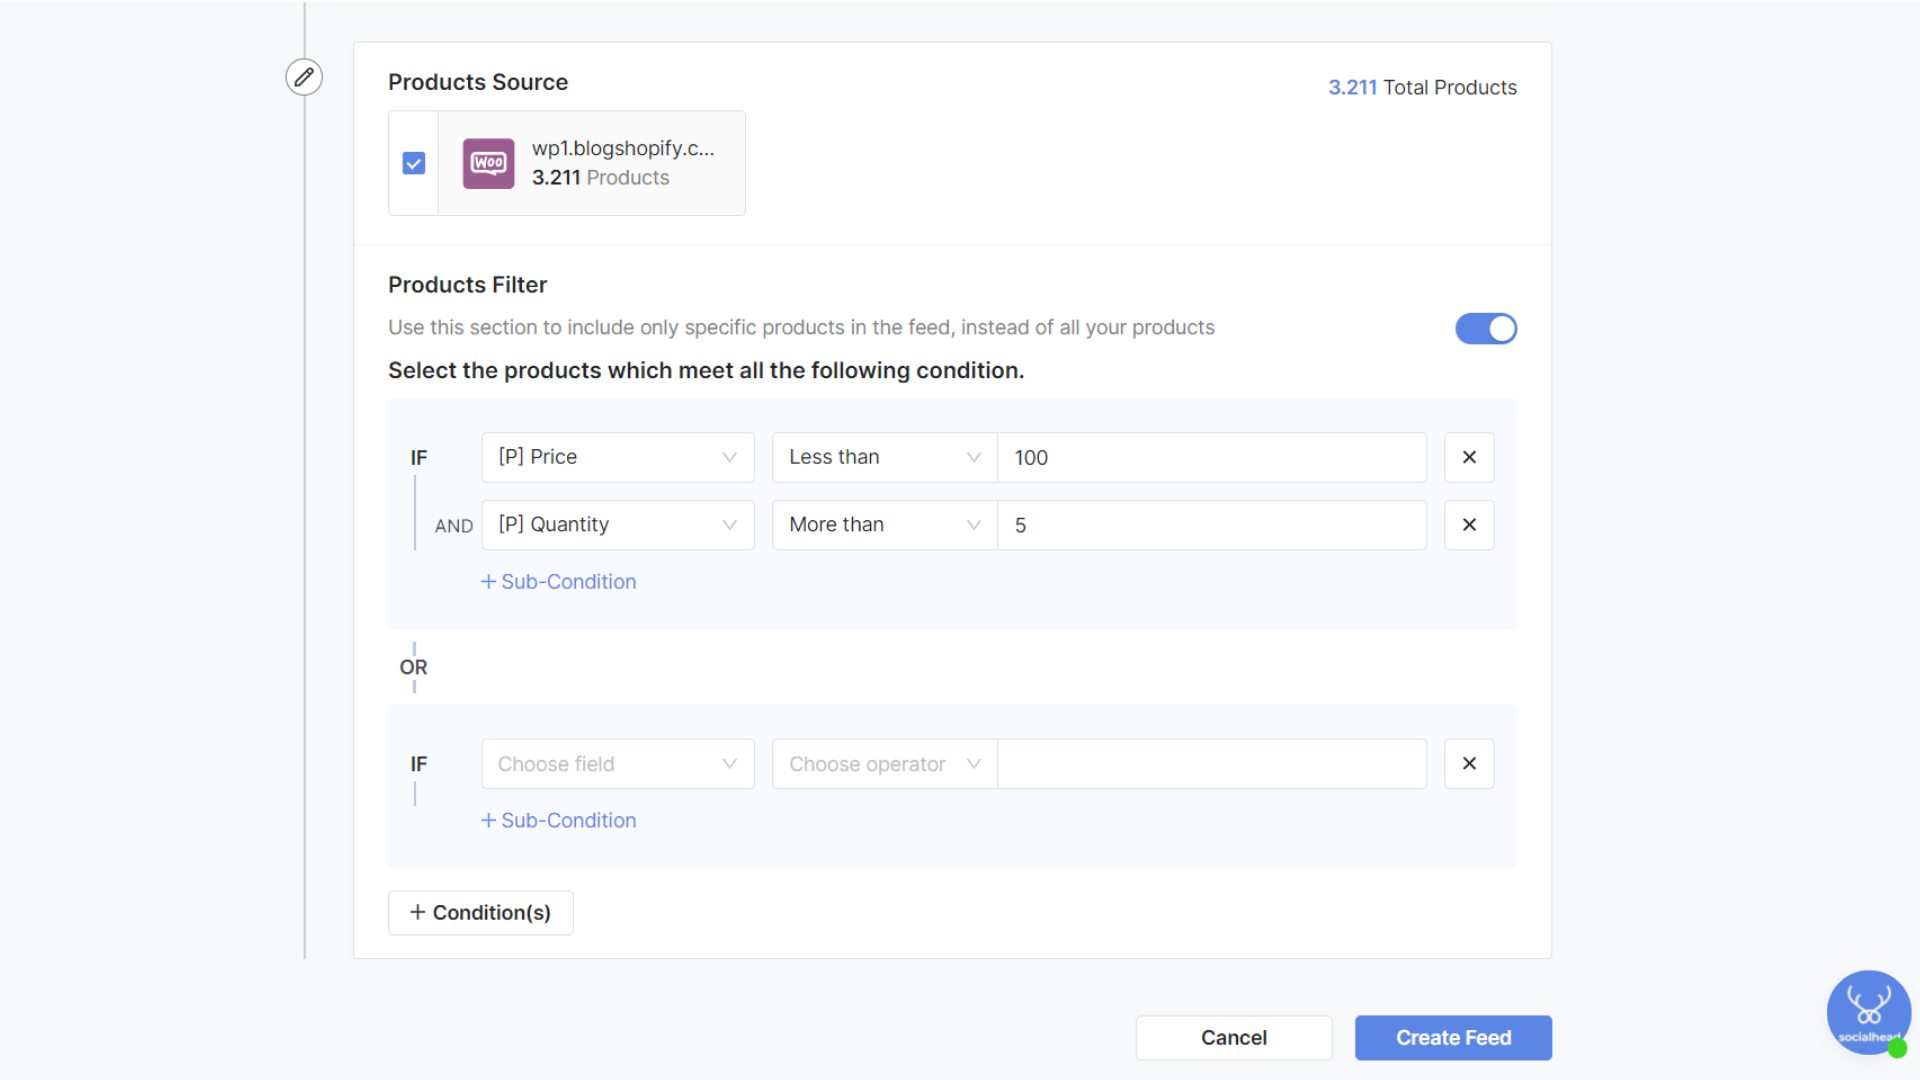 Products Source
3.211 Total Products
Woo
wp1.blogshopify.c...
3.211 Products
Products Filter
Use this section to include only specific products in the feed, instead of all your products
Select the products which meet all the following condition.
IF [P] Price Less than 100
AND [P] Quantity More than 5
+ Sub-Condition
OR
IF Choose field Choose operator
+ Sub-Condition
+ Condition(s)
socialhead
Cancel Create Feed